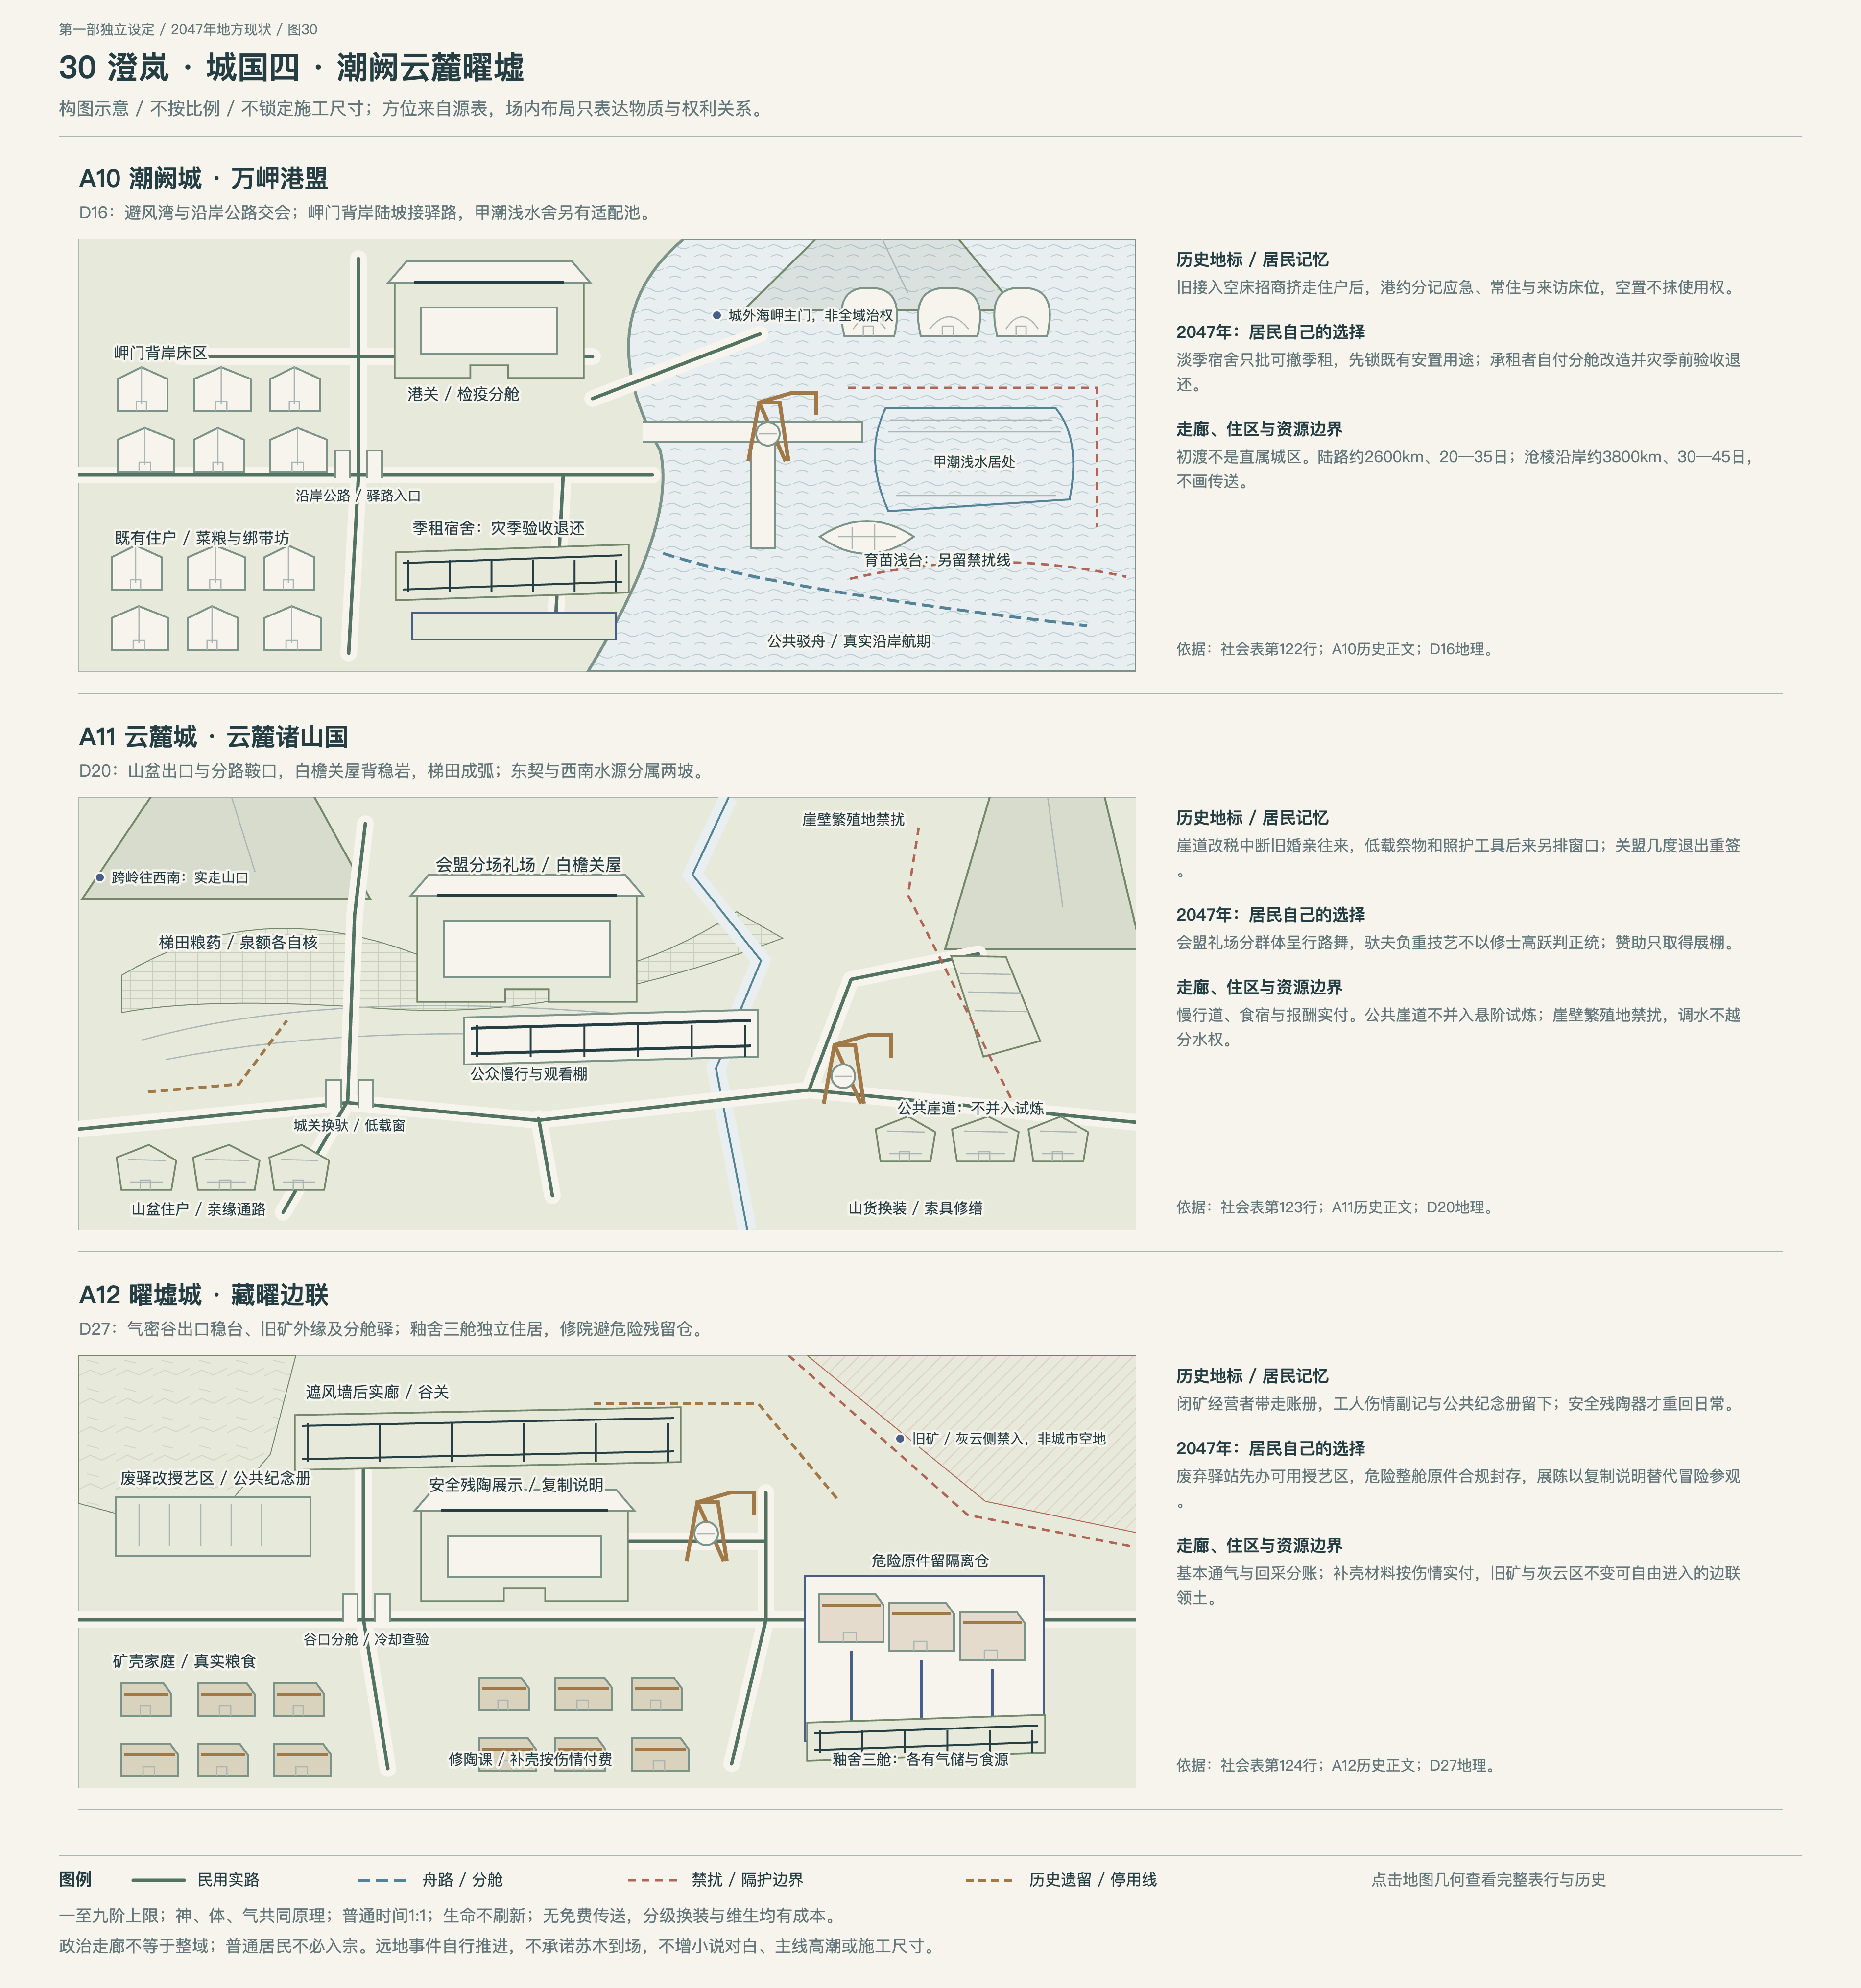 第一部独立设定 / 2047年地方现状 / 图30
30 澄岚 · 城国四 · 潮阙云麓曜墟
构图示意 / 不按比例 / 不锁定施工尺寸；方位来自源表，场内布局只表达物质与权利关系。
A10 潮阙城 · 万岬港盟
D16：避风湾与沿岸公路交会；岬门背岸陆坡接驿路，甲潮浅水舍另有适配池。
城外海岬主门，非全域治权
岬门背岸床区
港关 / 检疫分舱
甲潮浅水居处
沿岸公路 / 驿路入口
季租宿舍：灾季验收退还
既有住户 / 菜粮与绑带坊
育苗浅台：另留禁扰线
公共驳舟 / 真实沿岸航期
历史地标 / 居民记忆
旧接入空床招商挤走住户后，港约分记应急、常住与来访床位，空置不抹使用权。
2047年：居民自己的选择
淡季宿舍只批可撤季租，先锁既有安置用途；承租者自付分舱改造并灾季前验收退
还。
走廊、住区与资源边界
初渡不是直属城区。陆路约2600km、20—35日；沧棱沿岸约3800km、30—45日，
不画传送。
依据：社会表第122行；A10历史正文；D16地理。
A11 云麓城 · 云麓诸山国
D20：山盆出口与分路鞍口，白檐关屋背稳岩，梯田成弧；东契与西南水源分属两坡。
崖壁繁殖地禁扰
会盟分场礼场 / 白檐关屋
跨岭往西南：实走山口
梯田粮药 / 泉额各自核
公众慢行与观看棚
公共崖道：不并入试炼
城关换驮 / 低载窗
山盆住户 / 亲缘通路
山货换装 / 索具修缮
历史地标 / 居民记忆
崖道改税中断旧婚亲往来，低载祭物和照护工具后来另排窗口；关盟几度退出重签
。
2047年：居民自己的选择
会盟礼场分群体呈行路舞，驮夫负重技艺不以修士高跃判正统；赞助只取得展棚。
走廊、住区与资源边界
慢行道、食宿与报酬实付。公共崖道不并入悬阶试炼；崖壁繁殖地禁扰，调水不越
分水权。
依据：社会表第123行；A11历史正文；D20地理。
A12 曜墟城 · 藏曜边联
D27：气密谷出口稳台、旧矿外缘及分舱驿；釉舍三舱独立住居，修院避危险残留仓。
遮风墙后实廊 / 谷关
旧矿 / 灰云侧禁入，非城市空地
废驿改授艺区 / 公共纪念册
安全残陶展示 / 复制说明
危险原件留隔离仓
谷口分舱 / 冷却查验
矿壳家庭 / 真实粮食
修陶课 / 补壳按伤情付费
釉舍三舱：各有气储与食源
历史地标 / 居民记忆
闭矿经营者带走账册，工人伤情副记与公共纪念册留下；安全残陶器才重回日常。
2047年：居民自己的选择
废弃驿站先办可用授艺区，危险整舱原件合规封存，展陈以复制说明替代冒险参观
。
走廊、住区与资源边界
基本通气与回采分账；补壳材料按伤情实付，旧矿与灰云区不变可自由进入的边联
领土。
依据：社会表第124行；A12历史正文；D27地理。
图例 民用实路 舟路 / 分舱 禁扰 / 隔护边界 历史遗留 / 停用线 点击地图几何查看完整表行与历史
一至九阶上限；神、体、气共同原理；普通时间1:1；生命不刷新；无免费传送，分级换装与维生均有成本。
政治走廊不等于整域；普通居民不必入宗。远地事件自行推进，不承诺苏木到场，不增小说对白、主线高潮或施工尺寸。